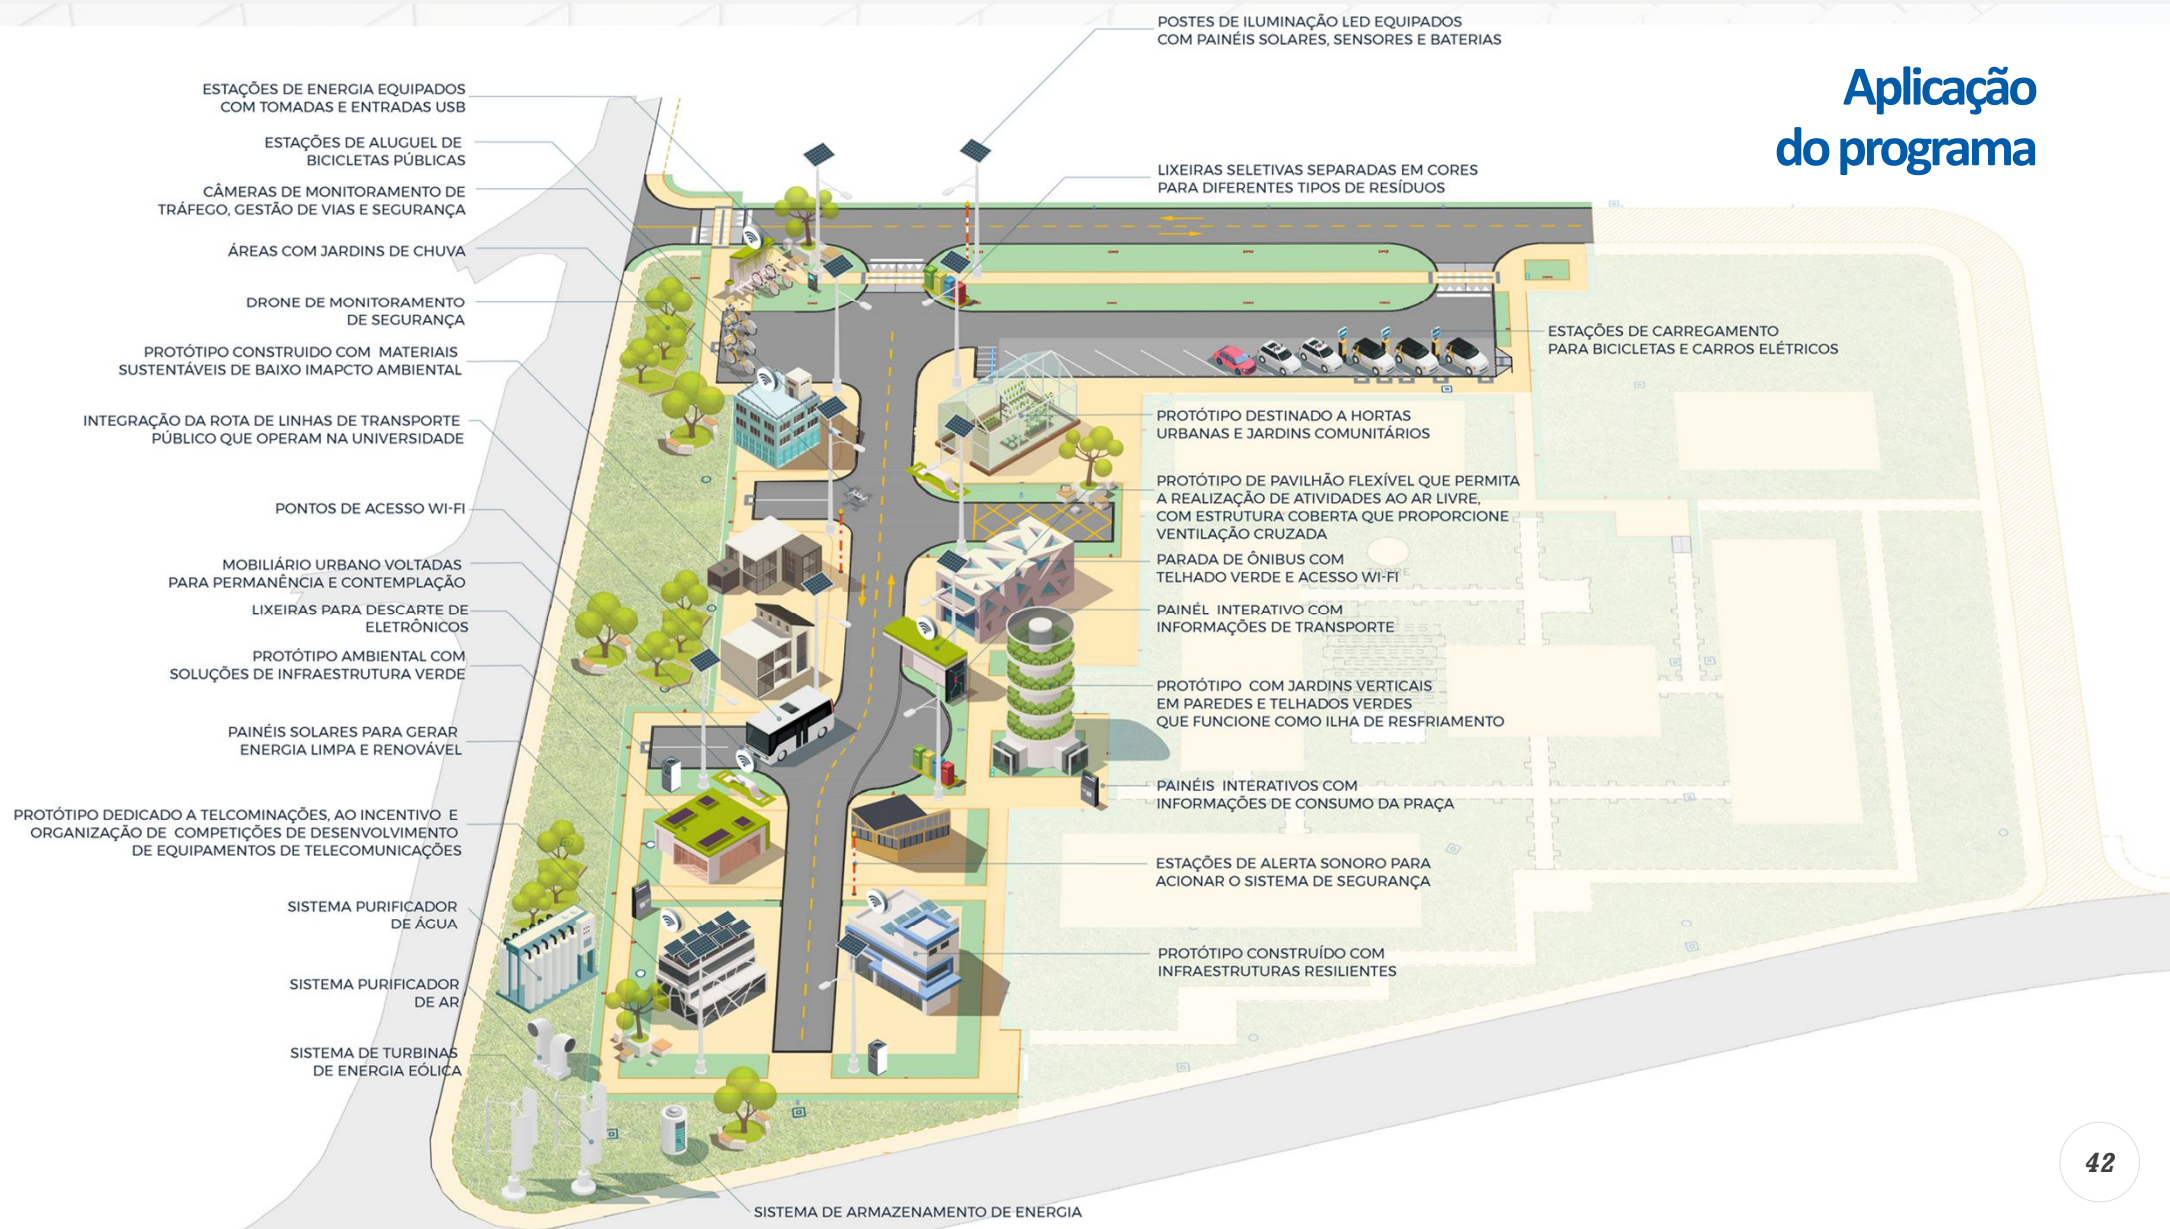 Aplicação
do programa
ESTAÇÕES DE ENERGIA EQUIPADOS
COM TOMADAS E ENTRADAS USB
ESTAÇÕES DE ALUGUEL DE
BICICLETAS PÚBLICAS
CÂMERAS DE MONITORAMENTO DE
TRÁFEGO, GESTÃO DE VIAS E SEGURANÇA
ÁREAS COM JARDINS DE CHUVA
DRONE DE MONITORAMENTO
DE SEGURANÇA
PROTÓTIPO CONSTRUIDO COM MATERIAIS
SUSTENTÁVEIS DE BAIXO IMAPCTO AMBIENTAL
INTEGRAÇÃO DA ROTA DE LINHAS DE TRANSPORTE
PÚBLICO QUE OPERAM NA UNIVERSIDADE
PONTOS DE ACESSO WI-FI
MOBILIÁRIO URBANO VOLTADAS
PARA PERMANÊNCIA E CONTEMPLAÇÃO
LIXEIRAS PARA DESCARTE DE
ELETRÔNICOS
PROTÓTIPO AMBIENTAL COM
SOLUÇÕES DE INFRAESTRUTURA VERDE
PAINÉIS SOLARES PARA GERAR
ENERGIA LIMPA E RENOVÁVEL
PROTÓTIPO DEDICADO A TELCOMINAÇÕES, AO INCENTIVO E
ORGANIZAÇÃO DE COMPETIÇÕES DE DESENVOLVIMENTO
DE EQUIPAMENTOS DE TELECOMUNICAÇÕES
SISTEMA PURIFICADOR
DE ÁGUA
SISTEMA PURIFICADOR
DE AR
SISTEMA DE TURBINAS
DE ENERGIA EÓLICA
SISTEMA DE ARMAZENAMENTO DE ENERGIA
POSTES DE ILUMINAÇÃO LED EQUIPADOS
COM PAINÉIS SOLARES, SENSORES E BATERIAS
LIXEIRAS SELETIVAS SEPARADAS EM CORES
PARA DIFERENTES TIPOS DE RESÍDUOS
ESTAÇÕES DE CARREGAMENTO
PARA BICICLETAS E CARROS ELÉTRICOS
PROTÓTIPO DESTINADO A HORTAS
URBANAS E JARDINS COMUNITÁRIOS
PROTÓTIPO DE PAVILHÃO FLEXÍVEL QUE PERMITA
A REALIZAÇÃO DE ATIVIDADES AO AR LIVRE,
COM ESTRUTURA COBERTA QUE PROPORCIONE
VENTILAÇÃO CRUZADA
PARADA DE ÔNIBUS COM
TELHADO VERDE E ACESSO WI-FI
PAINÉL INTERATIVO COM
INFORMAÇÕES DE TRANSPORTE
PROTÓTIPO COM JARDINS VERTICAIS
EM PAREDES E TELHADOS VERDES
QUE FUNCIONE COMO ILHA DE RESFRIAMENTO
PAINÉIS INTERATIVOS COM
INFORMAÇÕES DE CONSUMO DA PRAÇA
ESTAÇÕES DE ALERTA SONORO PARA
ACIONAR O SISTEMA DE SEGURANÇA
PROTÓTIPO CONSTRUÍDO COM
INFRAESTRUTURAS RESILIENTES
42